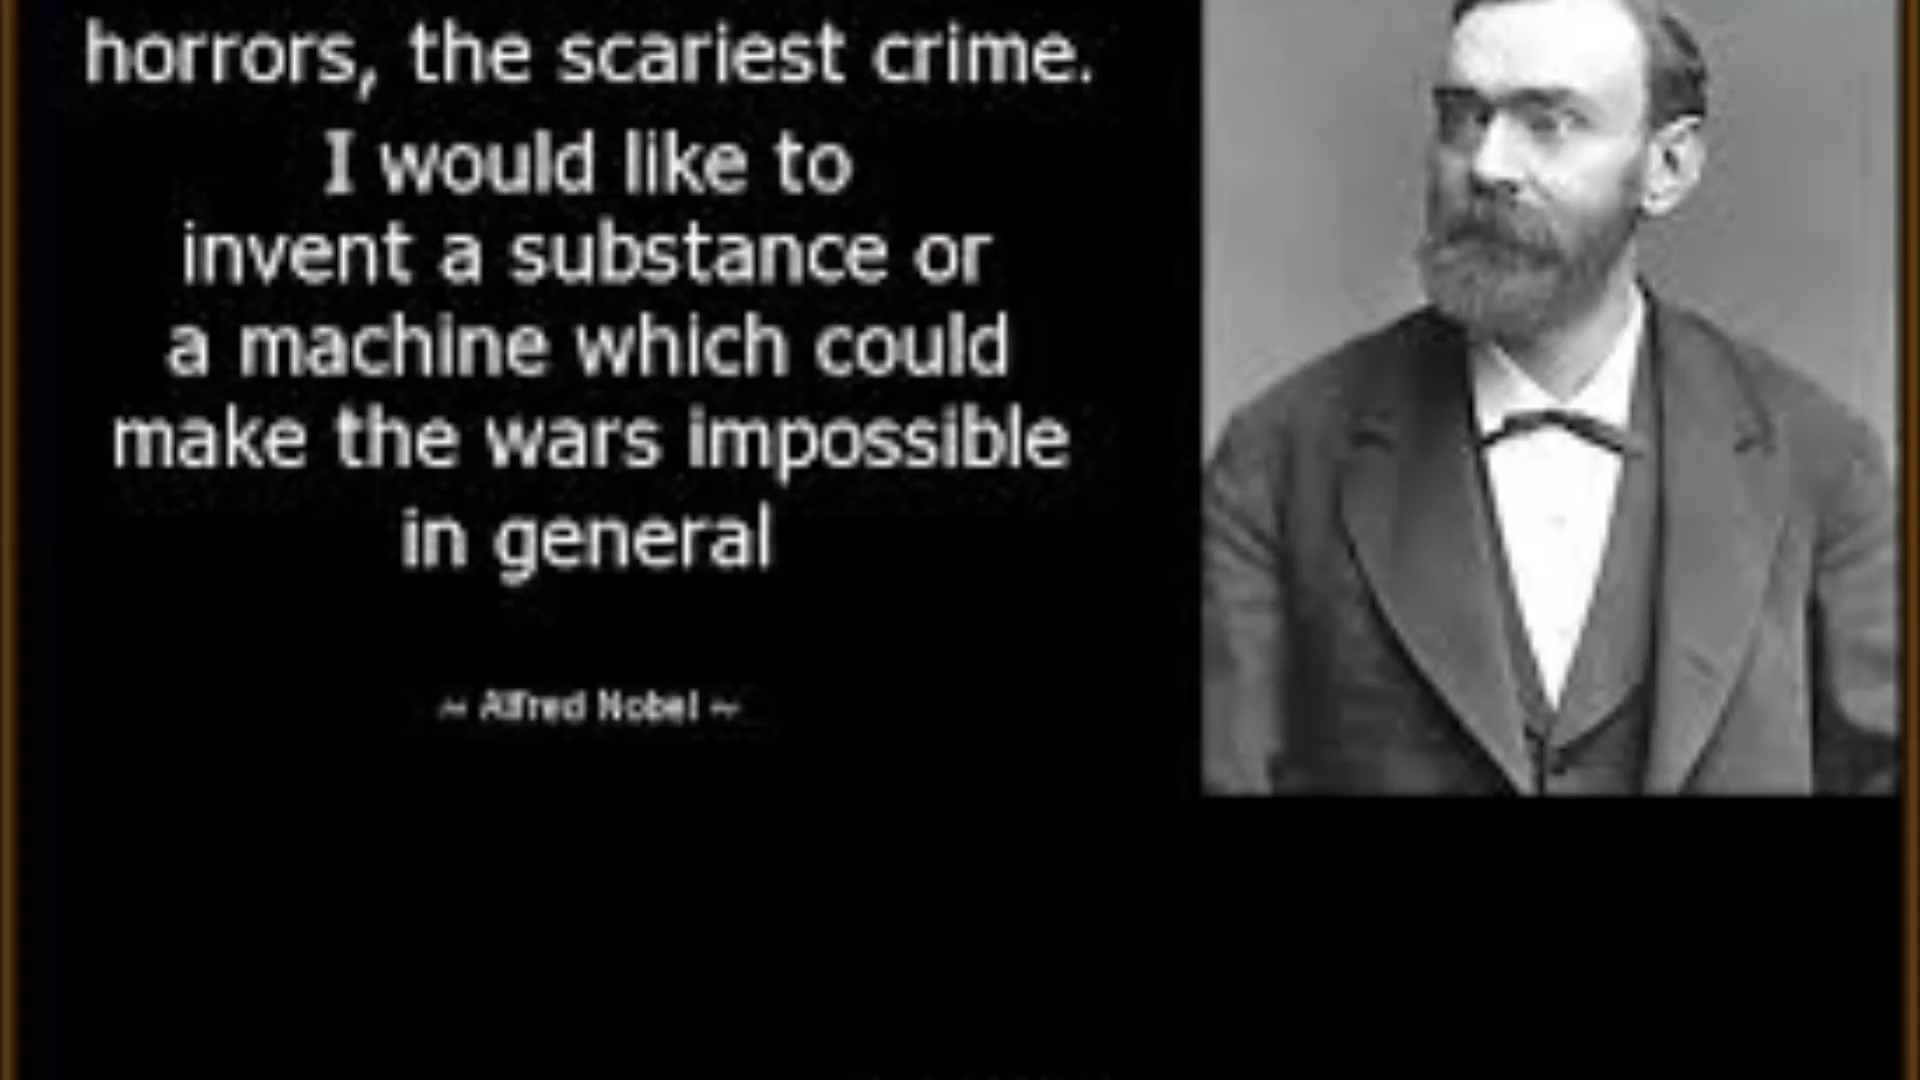 horrors, the scariest crime.
I would like to
invent a substance or
a machine which could
make the wars impossible
in general
~ Alfred Nobel ~